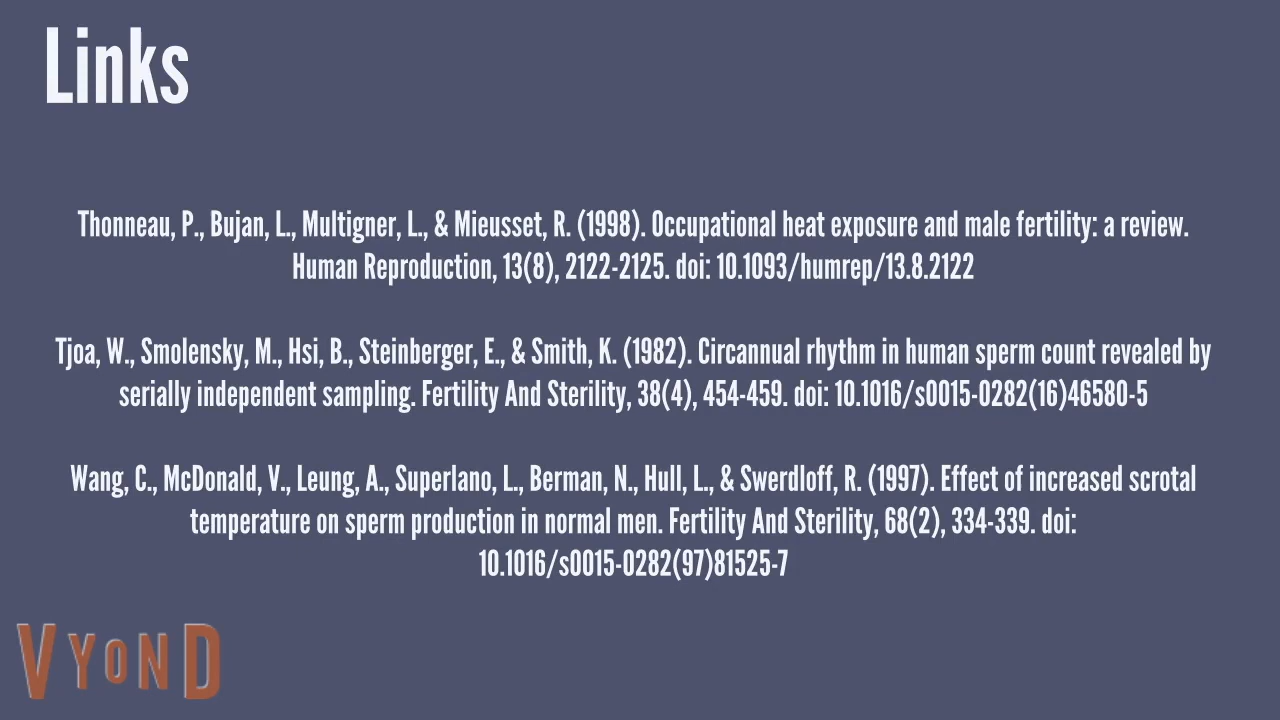 Links
Thonneau, P., Bujan, L., Multigner, L., & Mieusset, R. (1998). Occupational heat exposure and male fertility: a review.
Human Reproduction, 13(8), 2122-2125. doi: 10.1093/humrep/13.8.2122
Tjoa, W., Smolensky, M., Hsi, B., Steinberger, E., & Smith, K. (1982). Circannual rhythm in human sperm count revealed by
serially independent sampling. Fertility And Sterility, 38(4), 454-459. doi: 10.1016/s0015-0282(16)46580-5
Wang, C., McDonald, V., Leung, A., Superlano, L., Berman, N., Hull, L., & Swerdloff, R. (1997). Effect of increased scrotal
temperature on sperm production in normal men. Fertility And Sterility, 68(2), 334-339. doi:
10.1016/s0015-0282(97)81525-7
VYOND